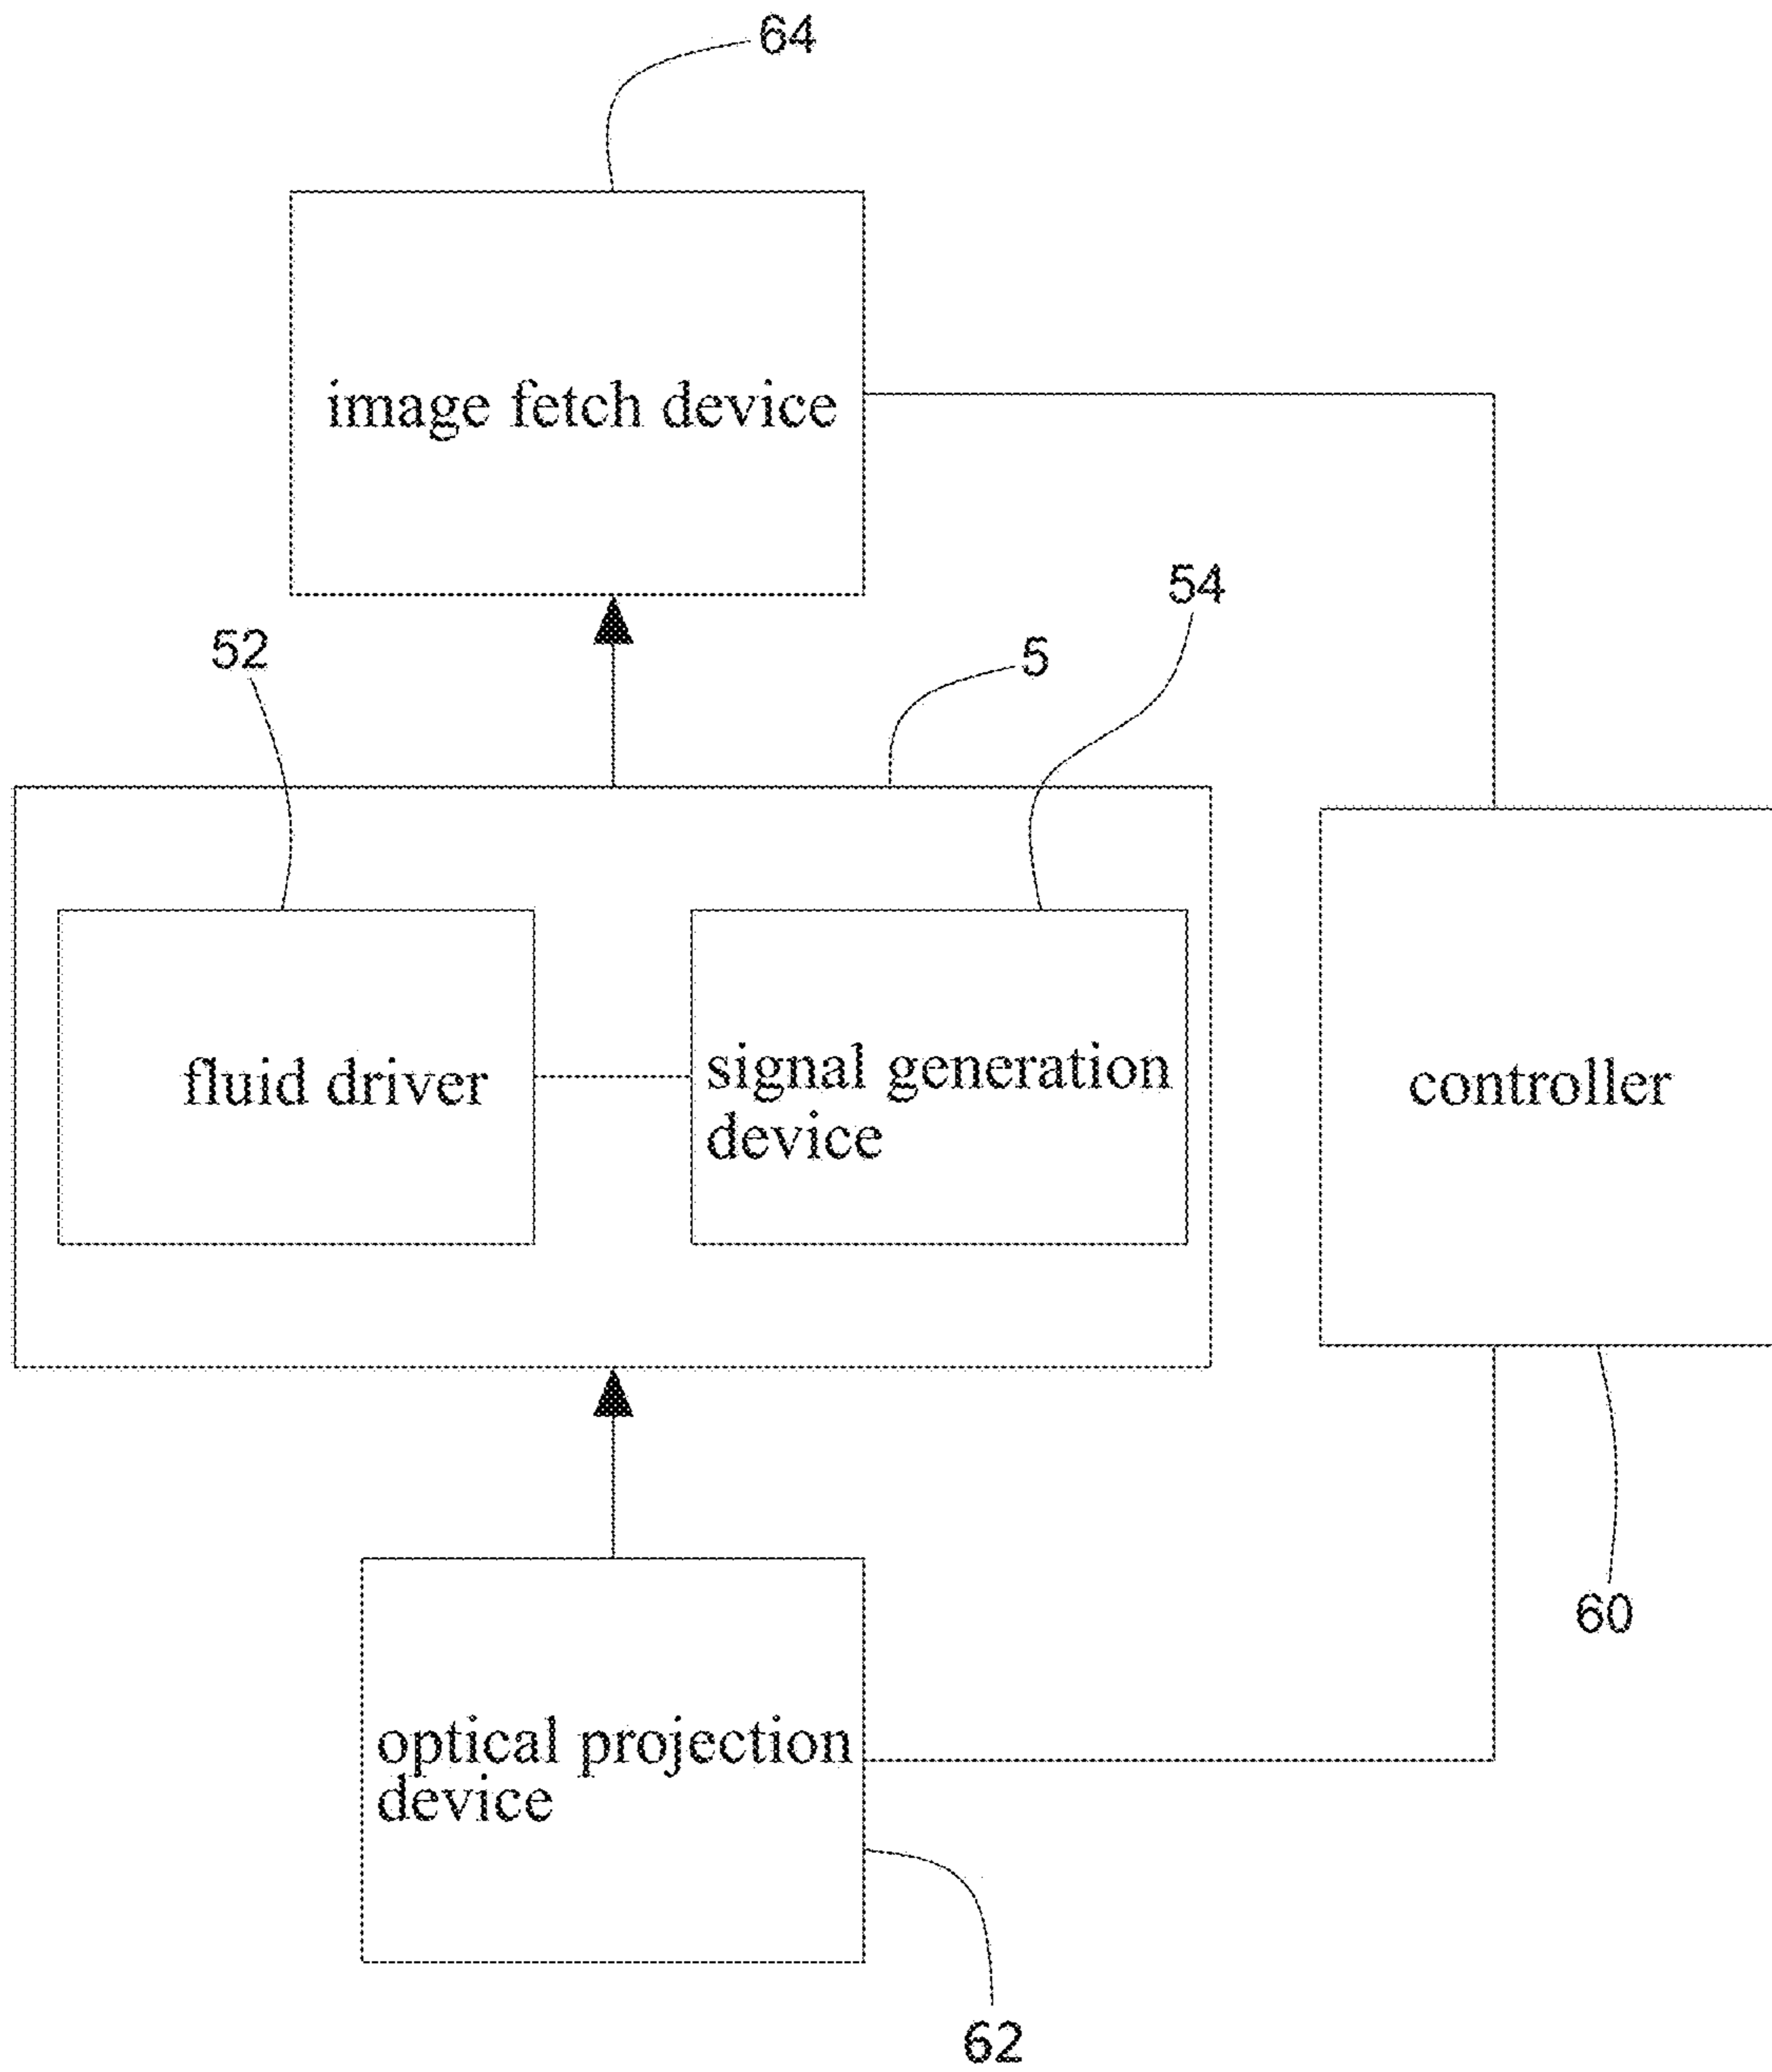 64
image fetch device
54
52
5
fluid driver
signal generation
device
controller
60
optical projection
device
62